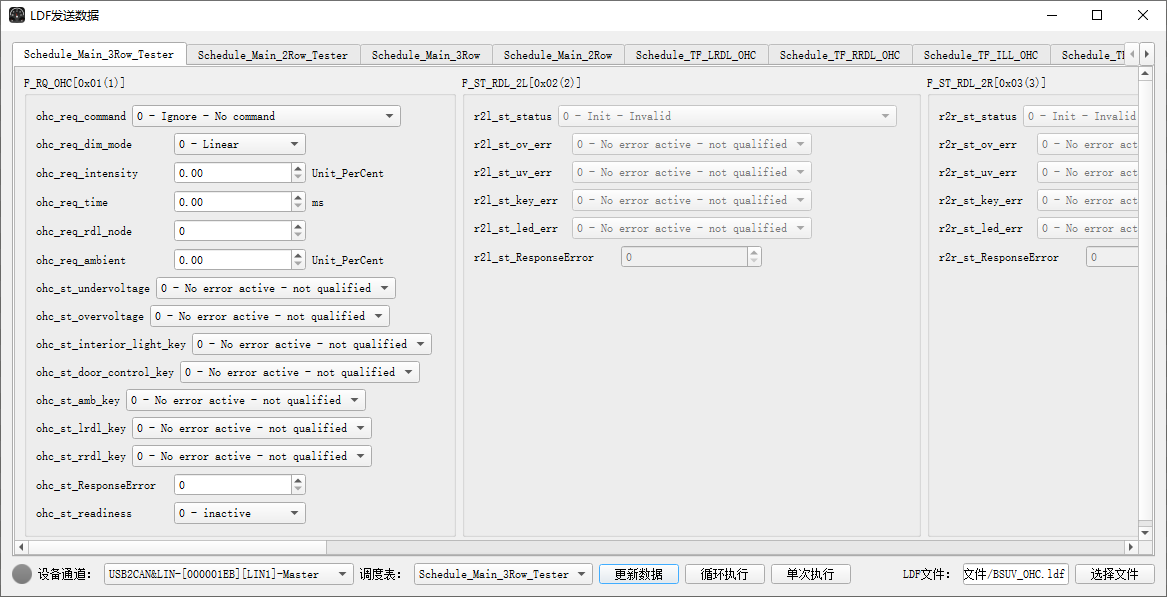 LDF发送数据
Schedule_Main_3Row_Tester Schedule_Main_2Row_Tester Schedule_Main_3Row Schedule_Main_2Row Schedule_TF_LRDL_OHC Schedule_TF_RRDL_OHC Schedule_TF_ILL_OHC
F_RQ_OHC[0x01(1)]
ohc_req_command 0 - Ignore - No command
ohc_req_dim_mode 0 - Linear
ohc_req_intensity 0.00 Unit_PerCent
ohc_req_time 0.00 ms
ohc_req_rdl_node 0
ohc_req_ambient 0.00 Unit_PerCent
ohc_st_undervoltage 0 - No error active - not qualified
ohc_st_overvoltage 0 - No error active - not qualified
ohc_st_interior_light_key 0 - No error active - not qualified
ohc_st_door_control_key 0 - No error active - not qualified
ohc_st_amb_key 0 - No error active - not qualified
ohc_st_lrdl_key 0 - No error active - not qualified
ohc_st_rrdl_key 0 - No error active - not qualified
ohc_st_ResponseError 0
ohc_st_readiness 0 - inactive
F_ST_RDL_2L[0x02(2)]
r2l_st_status 0 - Init - Invalid
r2l_st_ov_err 0 - No error active - not qualified
r2l_st_uv_err 0 - No error active - not qualified
r2l_st_key_err 0 - No error active - not qualified
r2l_st_led_err 0 - No error active - not qualified
r2l_st_ResponseError 0
F_ST_RDL_2R[0x03(3)]
r2r_st_status 0 - Init - Invalid
r2r_st_ov_err 0 - No error act
r2r_st_uv_err 0 - No error act
r2r_st_key_err 0 - No error act
r2r_st_led_err 0 - No error act
r2r_st_ResponseError 0
设备通道： USB2CAN&LIN-[000001EB][LIN1]-Master 调度表： Schedule_Main_3Row_Tester 更新数据 循环执行 单次执行 LDF文件： 文件/BSUV_OHC.ldf 选择文件